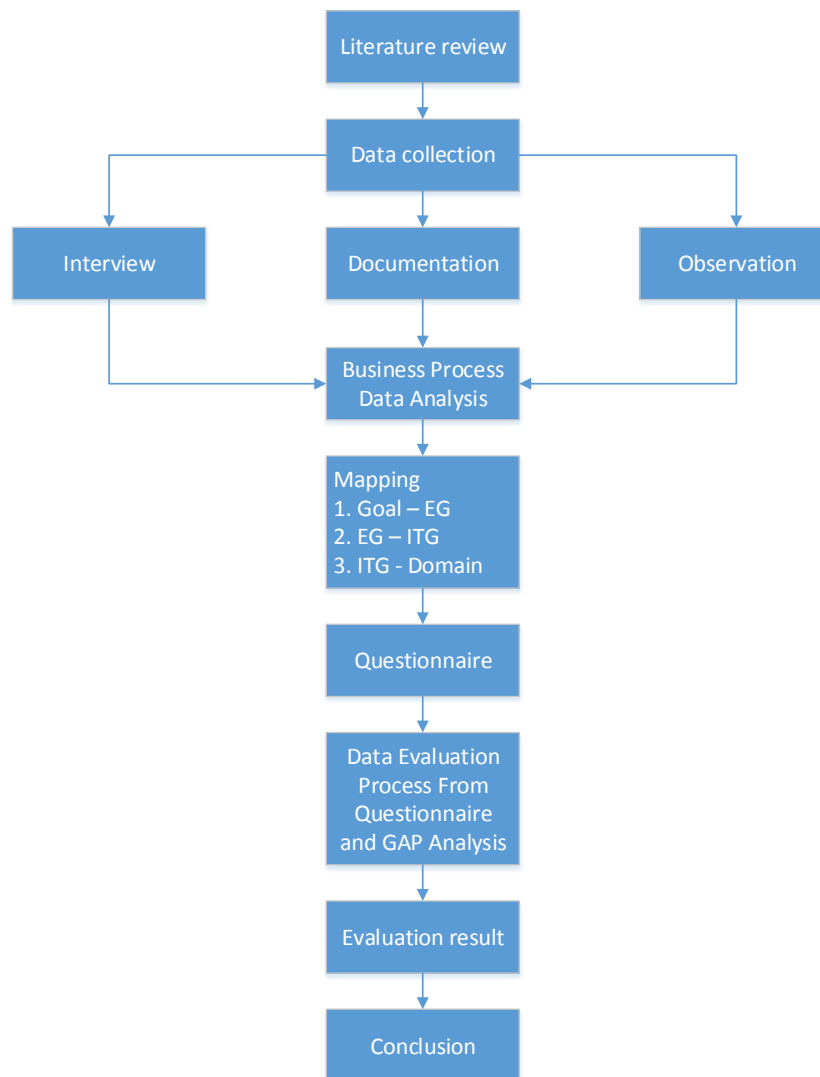 Literature review
Data collection
Interview
Documentation
Observation
Business Process
Data Analysis
Mapping
1. Goal – EG
2. EG – ITG
3. ITG - Domain
Questionnaire
Data Evaluation
Process From
Questionnaire
and GAP Analysis
Evaluation result
Conclusion